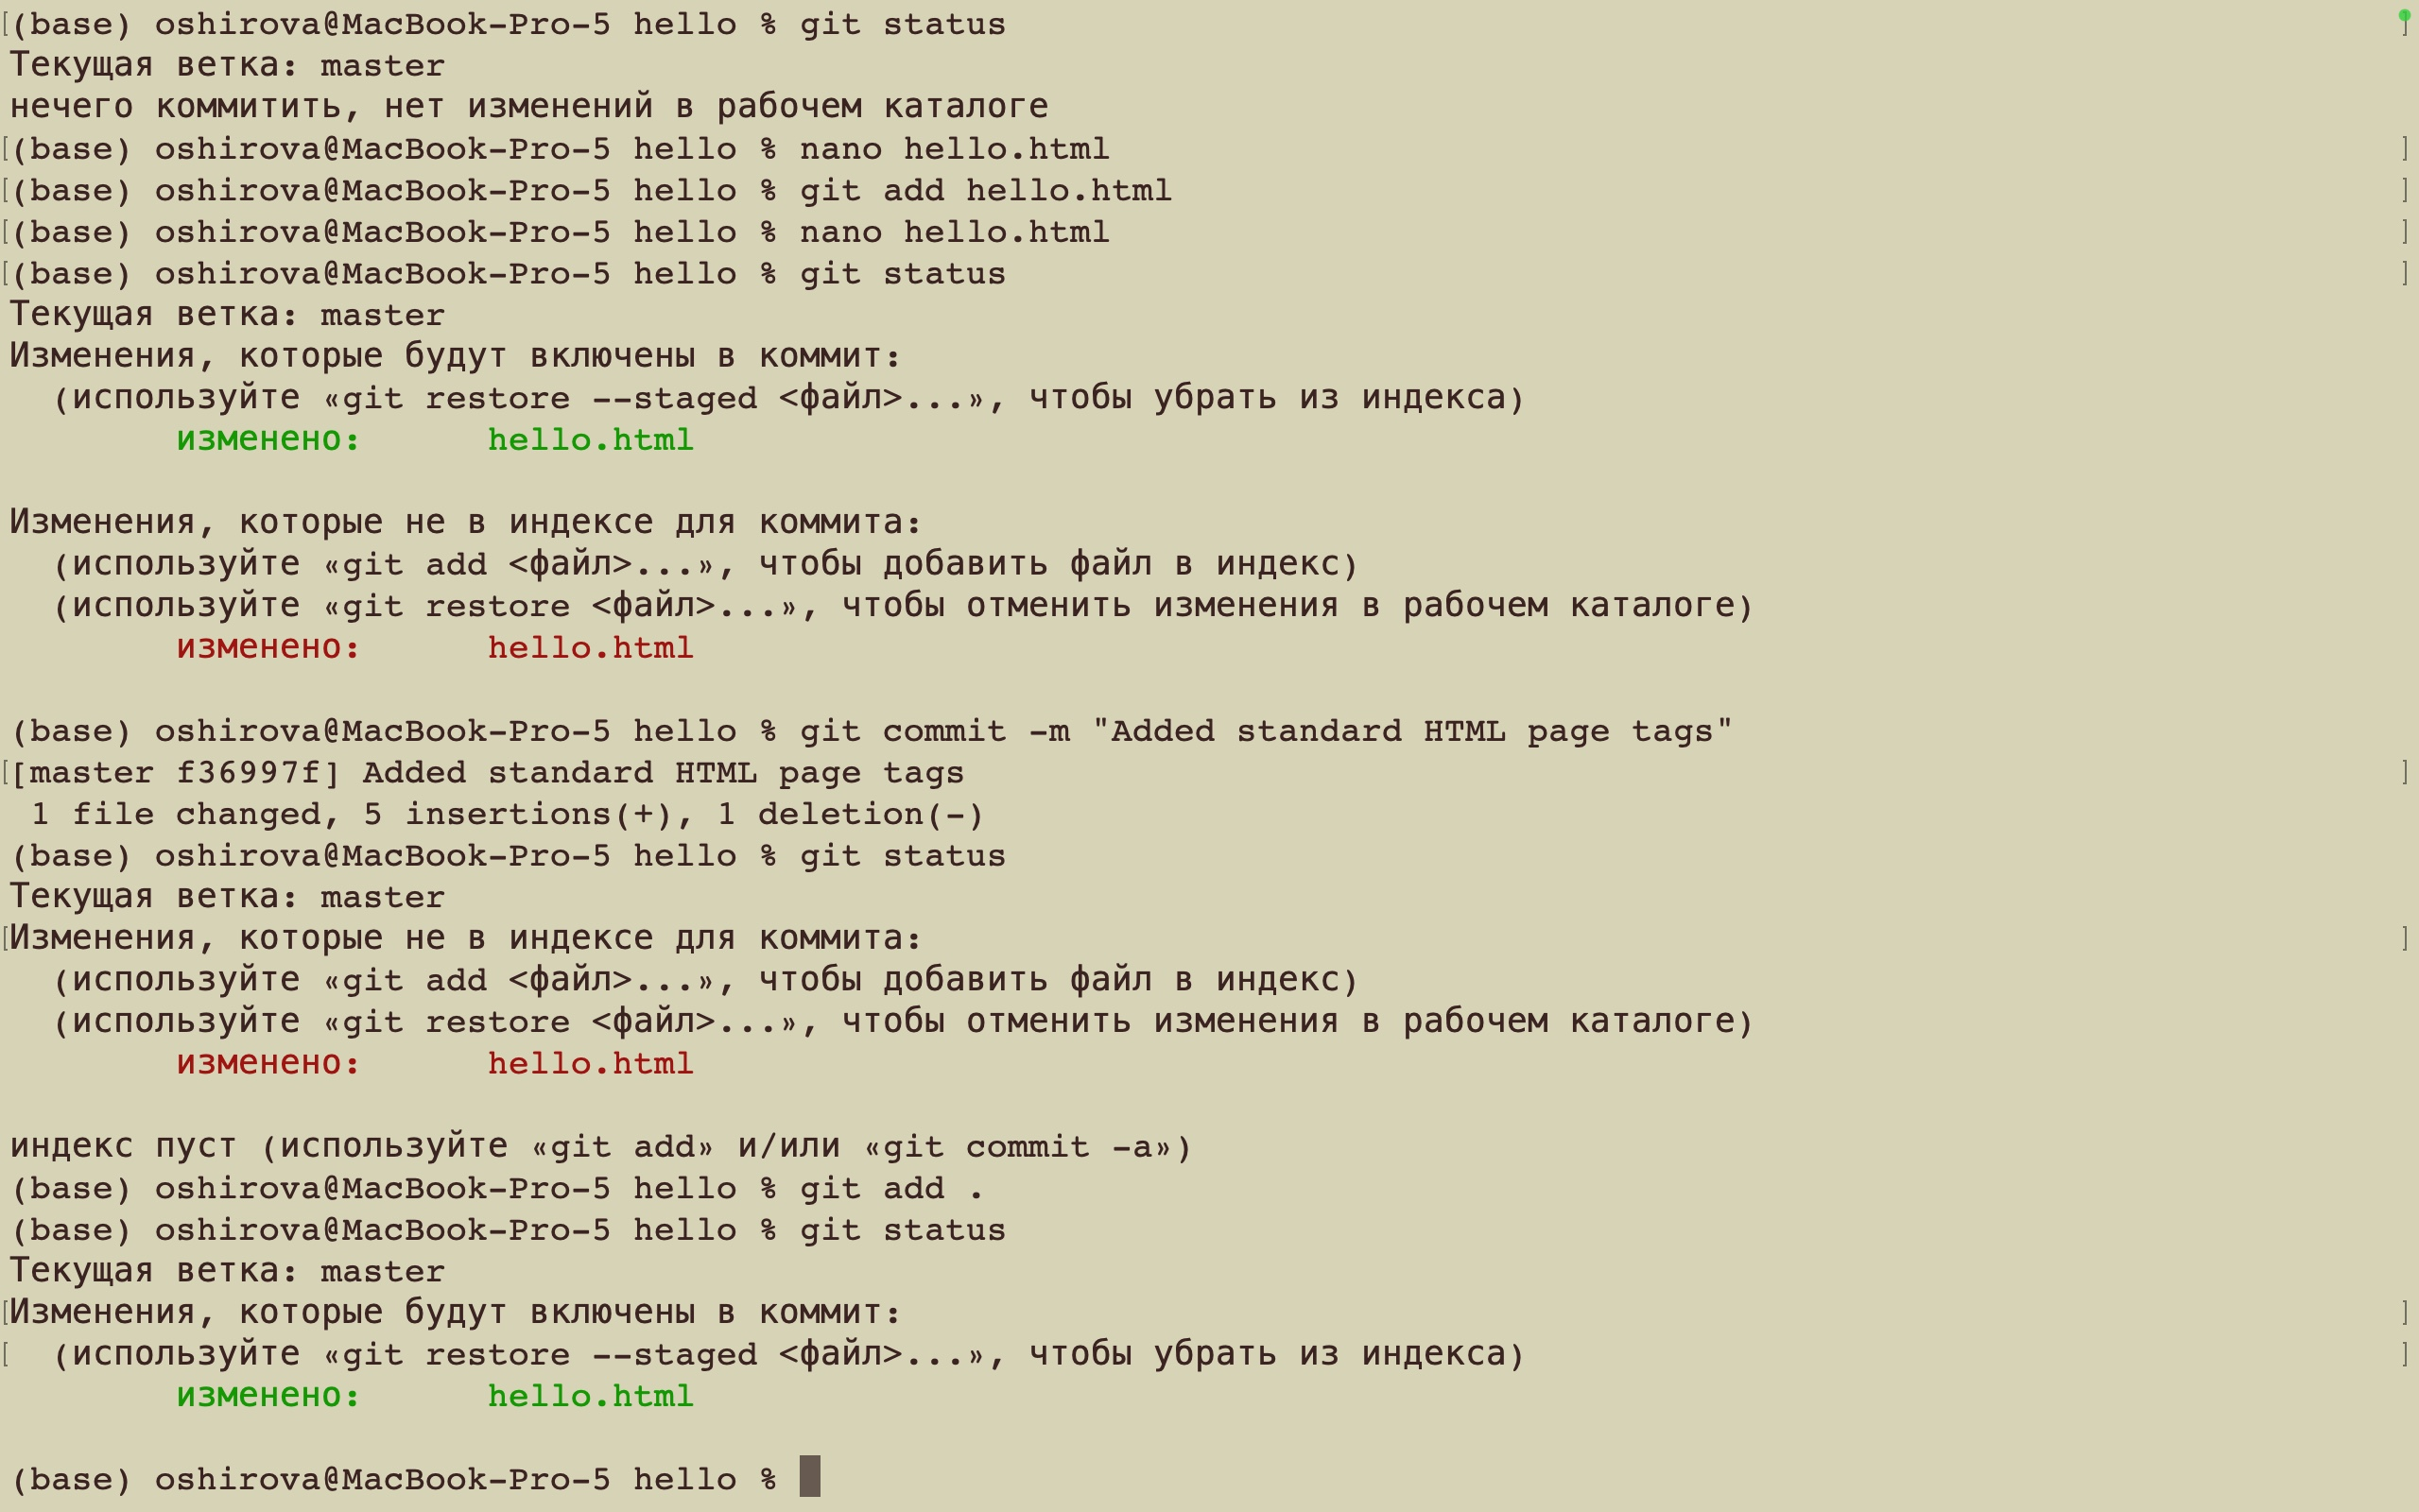 [(base) oshirova@MacBook-Pro-5 hello % git status ]
Текущая ветка: master
нечего коммитить, нет изменений в рабочем каталоге
[(base) oshirova@MacBook-Pro-5 hello % nano hello.html ]
[(base) oshirova@MacBook-Pro-5 hello % git add hello.html ]
[(base) oshirova@MacBook-Pro-5 hello % nano hello.html ]
[(base) oshirova@MacBook-Pro-5 hello % git status ]
Текущая ветка: master
Изменения, которые будут включены в коммит:
  (используйте «git restore --staged <файл>...», чтобы убрать из индекса)
        изменено:      hello.html

Изменения, которые не в индексе для коммита:
  (используйте «git add <файл>...», чтобы добавить файл в индекс)
  (используйте «git restore <файл>...», чтобы отменить изменения в рабочем каталоге)
        изменено:      hello.html

(base) oshirova@MacBook-Pro-5 hello % git commit -m "Added standard HTML page tags"
[[master f36997f] Added standard HTML page tags ]
 1 file changed, 5 insertions(+), 1 deletion(-)
(base) oshirova@MacBook-Pro-5 hello % git status
Текущая ветка: master
[Изменения, которые не в индексе для коммита: ]
  (используйте «git add <файл>...», чтобы добавить файл в индекс)
  (используйте «git restore <файл>...», чтобы отменить изменения в рабочем каталоге)
        изменено:      hello.html

индекс пуст (используйте «git add» и/или «git commit -a»)
(base) oshirova@MacBook-Pro-5 hello % git add .
(base) oshirova@MacBook-Pro-5 hello % git status
Текущая ветка: master
[Изменения, которые будут включены в коммит: ]
[  (используйте «git restore --staged <файл>...», чтобы убрать из индекса) ]
        изменено:      hello.html

(base) oshirova@MacBook-Pro-5 hello %